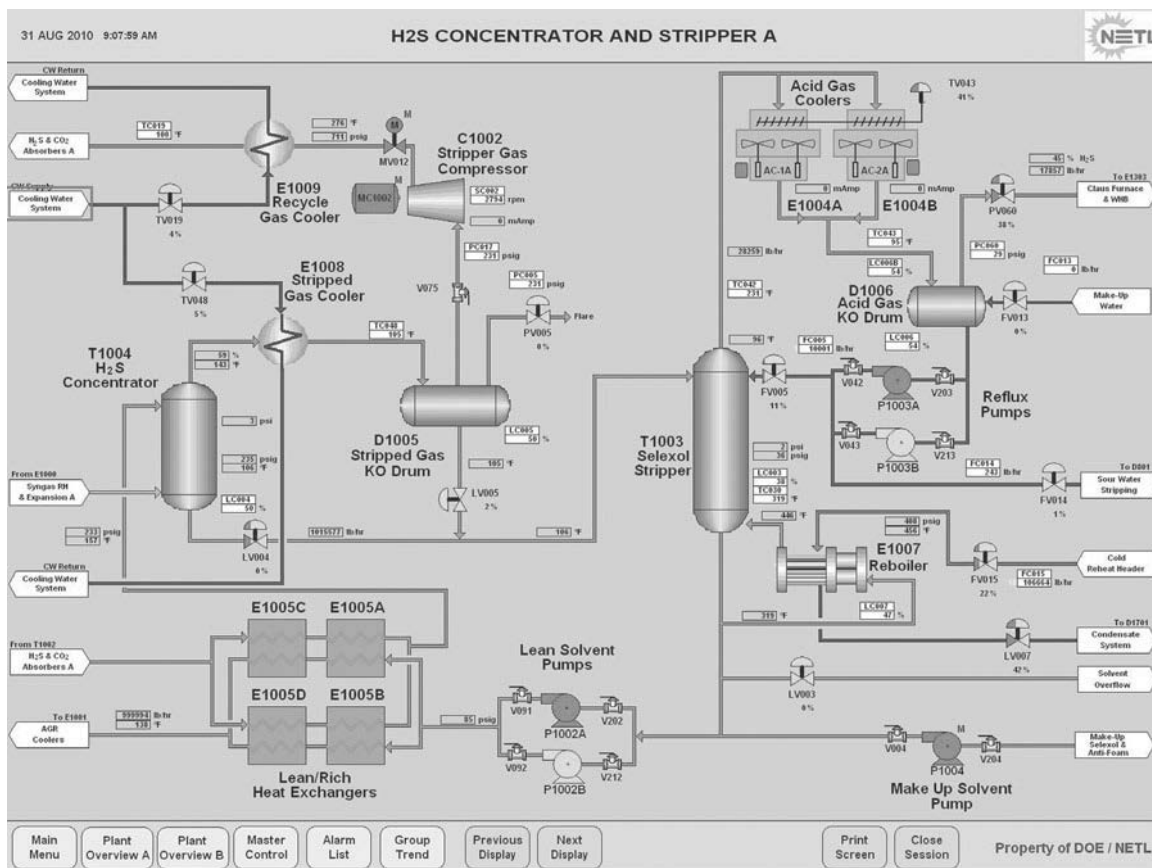 31 AUG 2010 9:07:59 AM
H2S CONCENTRATOR AND STRIPPER A
NETL
CW Return
Cooling Water
System
TC019
100 °F
H2S & CO2
Absorbers A
276 °F
711 psig
M
M
MV012
C1002
Stripper Gas
Compressor
M
MC1002
SC002
2794 rpm
0 mAmp
E1009
Recycle
Gas Cooler
CW Supply
Cooling Water
System
TV019
4%
TV048
5%
E1008
Stripped
Gas Cooler
PC017
231 psig
V075
PC005
231 psig
PV005
0%
Flare
TC048
105 °F
T1004
H2S
Concentrator
59 %
143 °F
3 psi
235 psig
106 °F
LC004
50 %
LV004
0%
From E1000
Syngas RH
& Expansion A
233 psig
157 °F
D1005
Stripped Gas
KO Drum
LC005
50 %
105 °F
LV005
2%
1015577 lb/hr
106 °F
CW Return
Cooling Water
System
Acid Gas
Coolers
TV043
41%
AC-1A
AC-2A
0 mAmp
0 mAmp
E1004A
E1004B
TC043
95 °F
LC006B
54 %
45 % H2S
17857 lb/hr
PV060
38%
To E1302
Claus Furnace
& WHB
PC060
29 psig
FC013
0 lb/hr
D1006
Acid Gas
KO Drum
FV013
0%
Make-Up
Water
28259 lb/hr
TC042
231 °F
96 °F
FC005
10001 lb/hr
LC006
54 %
FV005
11%
V042
P1003A
V203
V043
P1003B
V213
Reflux
Pumps
T1003
Selexol
Stripper
2 psi
30 psig
LC003
38 %
TC030
319 °F
FC014
243 lb/hr
FV014
1%
To D801
Sour Water
Stripping
446 °F
400 psig
456 °F
E1007
Reboiler
FV015
22%
Cold
Reheat Header
FC015
106664 lb/hr
319 °F
LC007
47 %
LV007
42%
To D1701
Condensate
System
LV003
0%
Solvent
Overflow
From T1002
H2S & CO2
Absorbers A
E1005C
E1005A
E1005D
E1005B
To E1001
AGR
Coolers
999994 lb/hr
138 °F
Lean/Rich
Heat Exchangers
85 psig
Lean Solvent
Pumps
V091
P1002A
V202
V092
P1002B
V212
V004
M
P1004
V204
Make Up Solvent
Pump
Make-Up
Selexol &
Anti-Foam
Main
Menu
Plant
Overview A
Plant
Overview B
Master
Control
Alarm
List
Group
Trend
Previous
Display
Next
Display
Print
Screen
Close
Session
Property of DOE / NETL